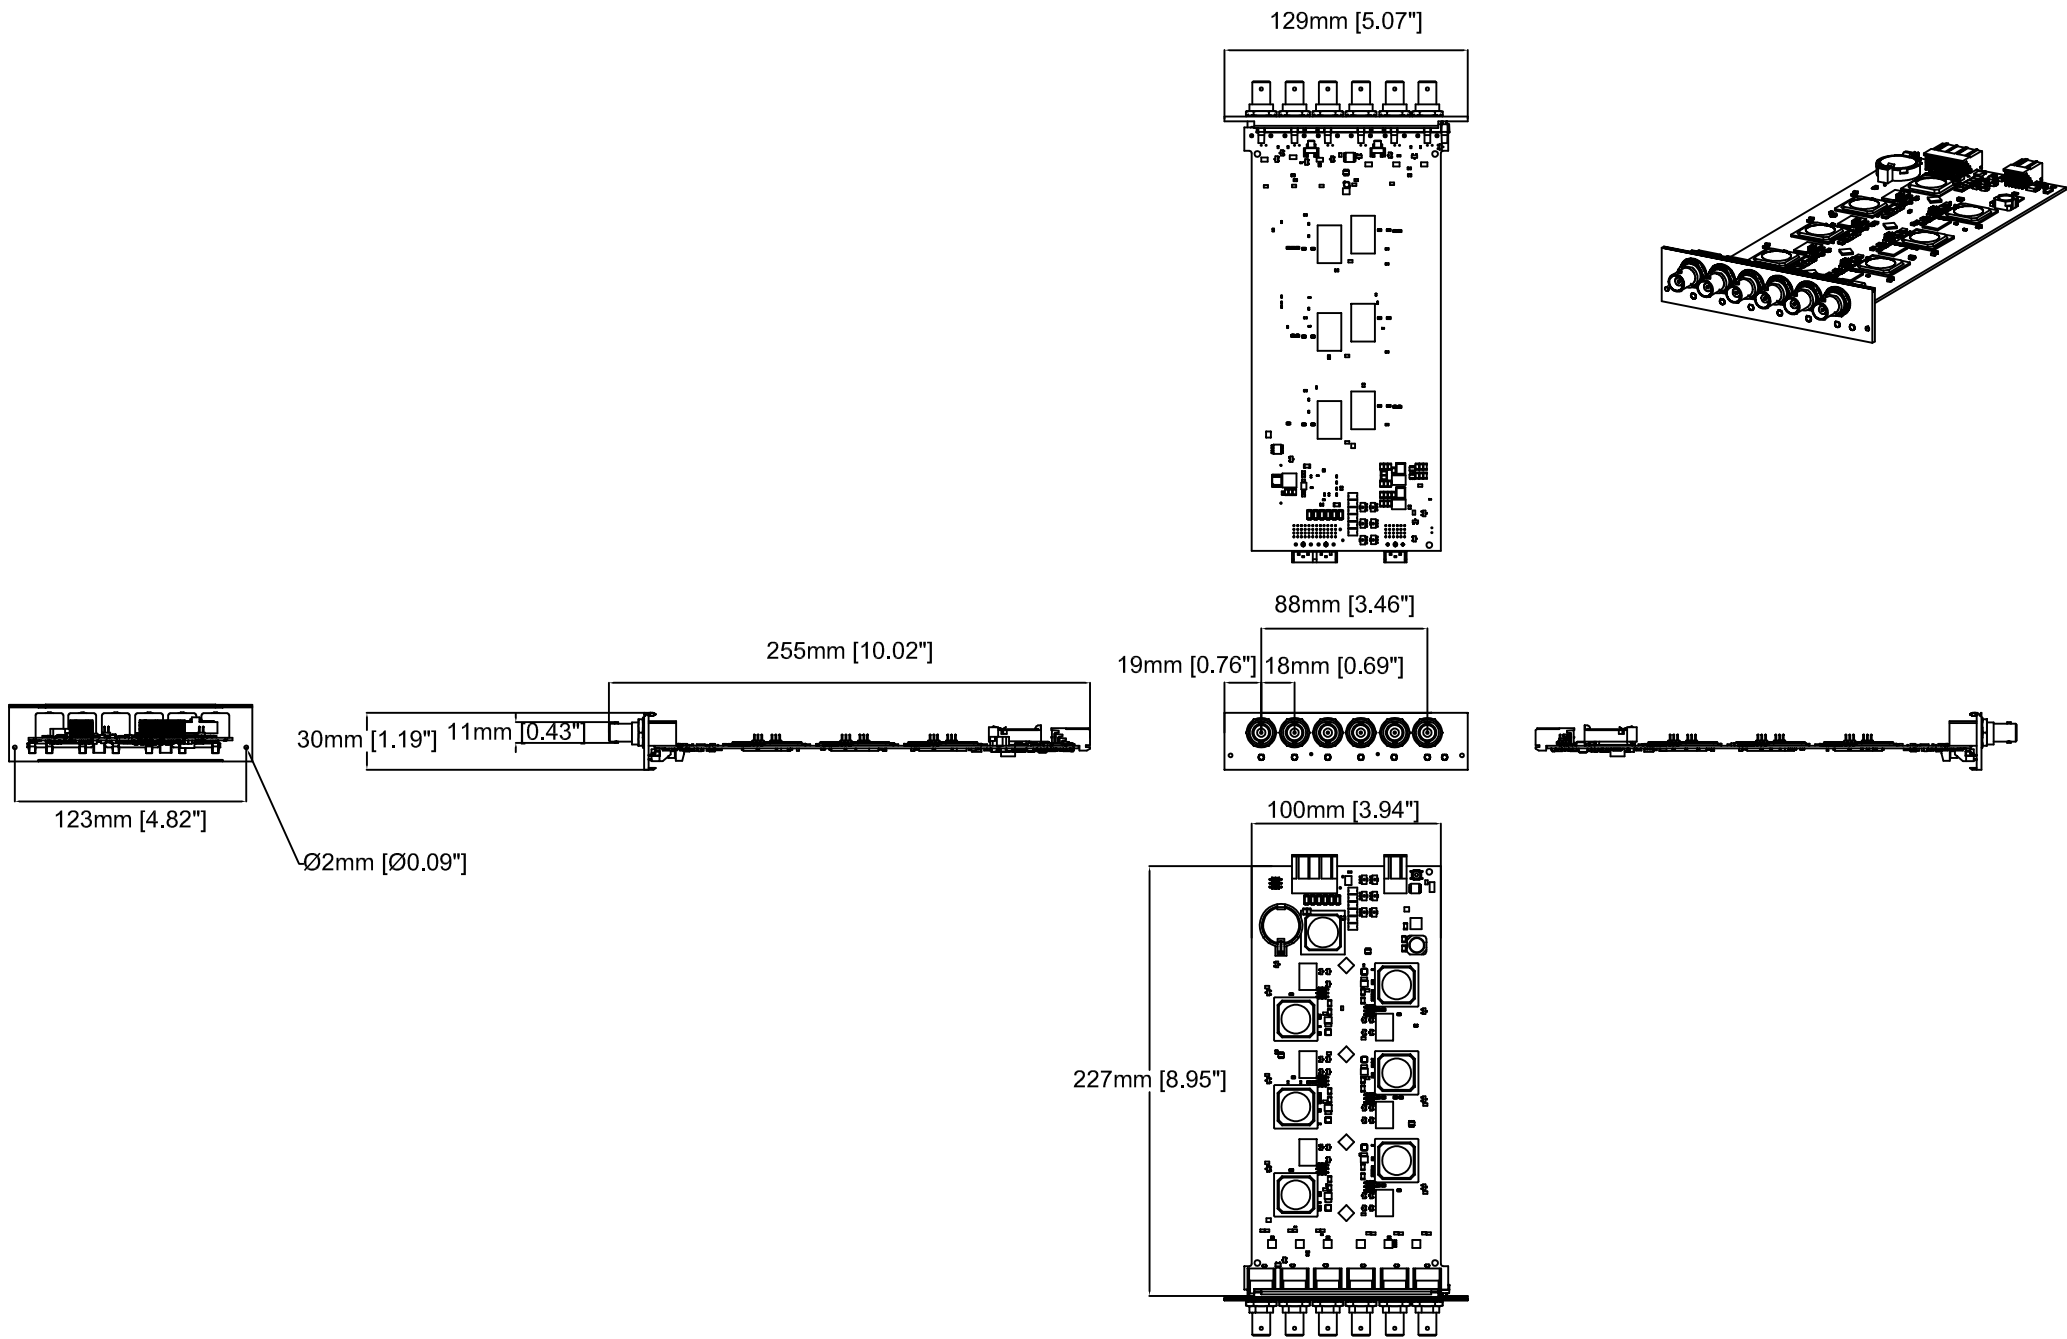 129mm [5.07"]
88mm [3.46"]
255mm [10.02"]
19mm [0.76"]
18mm [0.69"]
30mm [1.19"]
11mm [0.43"]
123mm [4.82"]
100mm [3.94"]
Ø2mm [Ø0.09"]
227mm [8.95"]